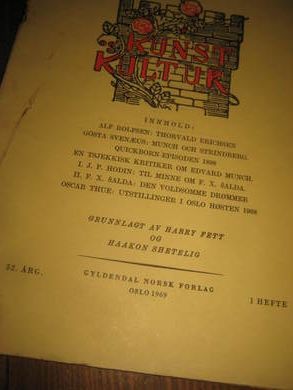 KUNST
KULTUR
INNHOLD:
ALF ROLFSEN: THORVALD ERICHSEN
GÖSTA SVENÆUS: MUNCH OCH STRINDBERG.
QUICKBORN-EPISODEN 1898
EN TSJEKKISK KRITIKER OM EDVARD MUNCH.
I. J. P. HODIN: TIL MINNE OM F. X. ŠALDA.
II. F. X. ŠALDA: DEN VOLDSOMME DRØMMER
OSCAR THUE: UTSTILLINGER I OSLO HØSTEN 1968
GRUNNLAGT AV HARRY FETT
OG
HAAKON SHETELIG
52. ÅRG.
GYLDENDAL NORSK FORLAG
OSLO 1969
1 HEFTE